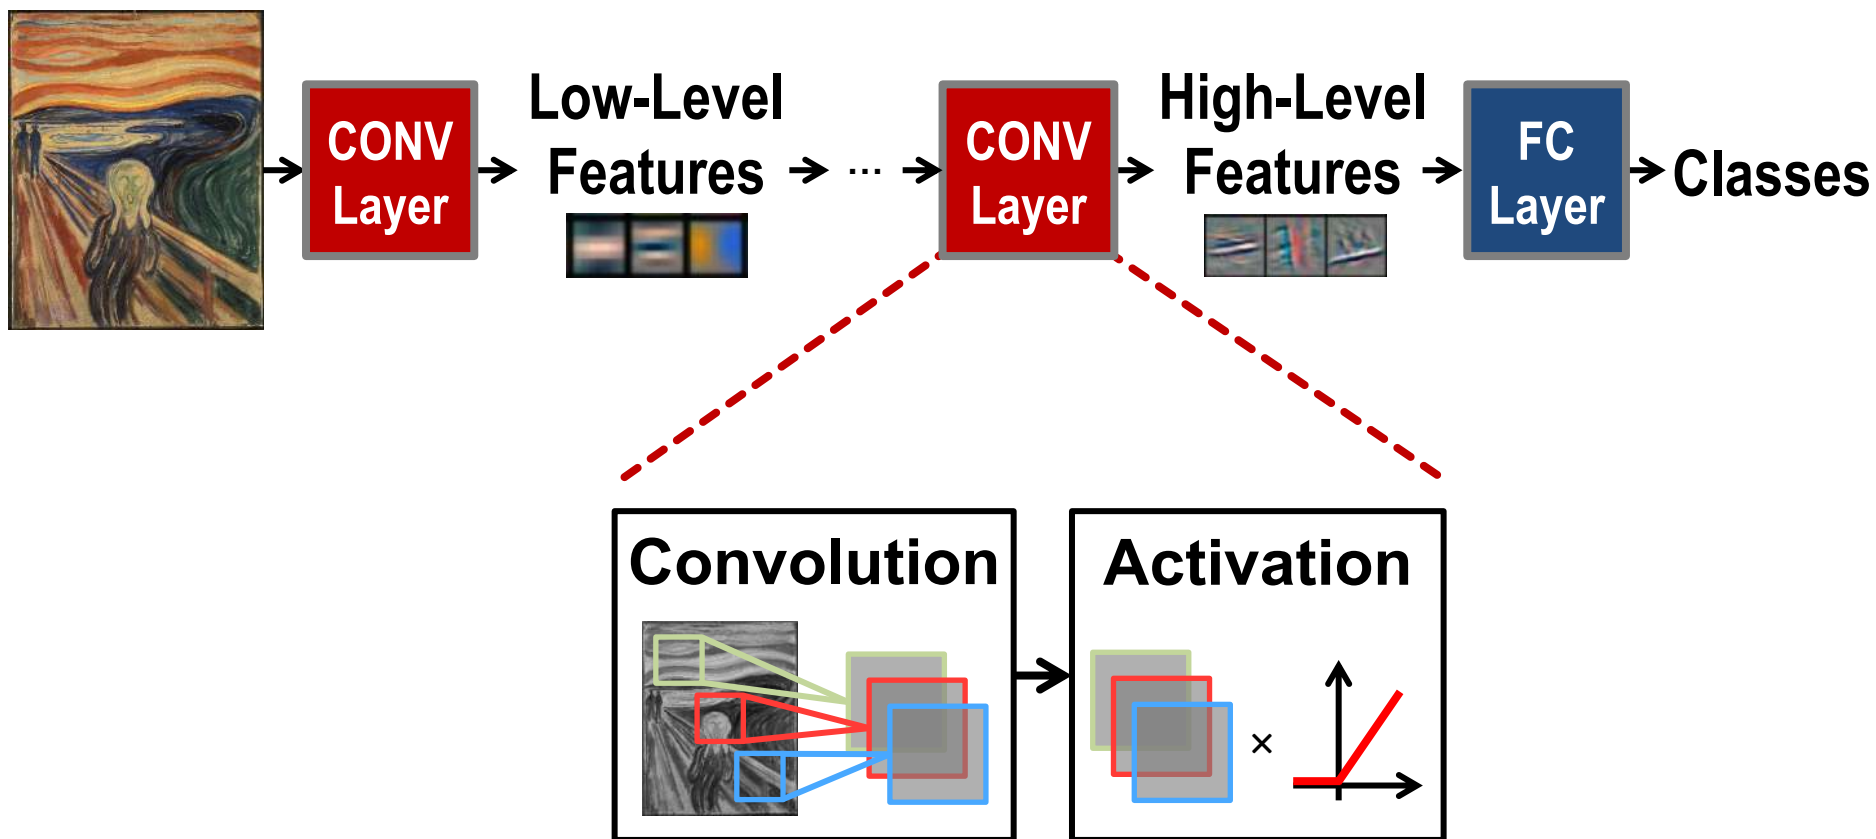 CONV
Layer
Low-Level
Features
...
CONV
Layer
High-Level
Features
FC
Layer
Classes
Convolution
Activation
×